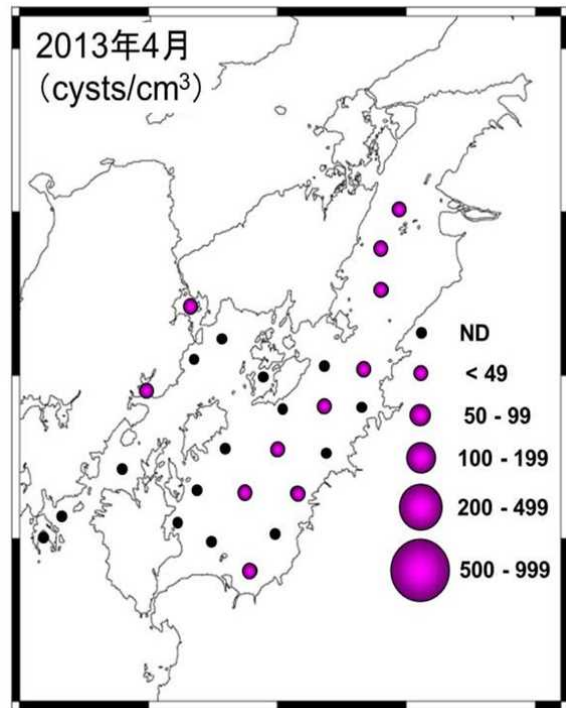 2013年4月
（cysts/cm³）
ND
< 49
50 - 99
100 - 199
200 - 499
500 - 999